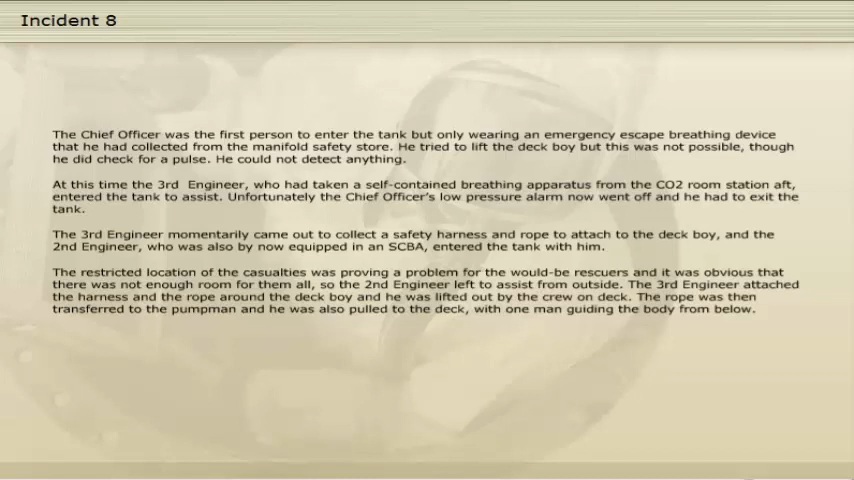 Incident 8
The Chief Officer was the first person to enter the tank but only wearing an emergency escape breathing device
that he had collected from the manifold safety store. He tried to lift the deck boy but this was not possible, though
he did check for a pulse. He could not detect anything.
At this time the 3rd  Engineer, who had taken a self-contained breathing apparatus from the CO2 room station aft,
entered the tank to assist. Unfortunately the Chief Officer's low pressure alarm now went off and he had to exit the
tank.
The 3rd Engineer momentarily came out to collect a safety harness and rope to attach to the deck boy, and the
2nd Engineer, who was also by now equipped in an SCBA, entered the tank with him.
The restricted location of the casualties was proving a problem for the would-be rescuers and it was obvious that
there was not enough room for them all, so the 2nd Engineer left to assist from outside. The 3rd Engineer attached
the harness and the rope around the deck boy and he was lifted out by the crew on deck. The rope was then
transferred to the pumpman and he was also pulled to the deck, with one man guiding the body from below.